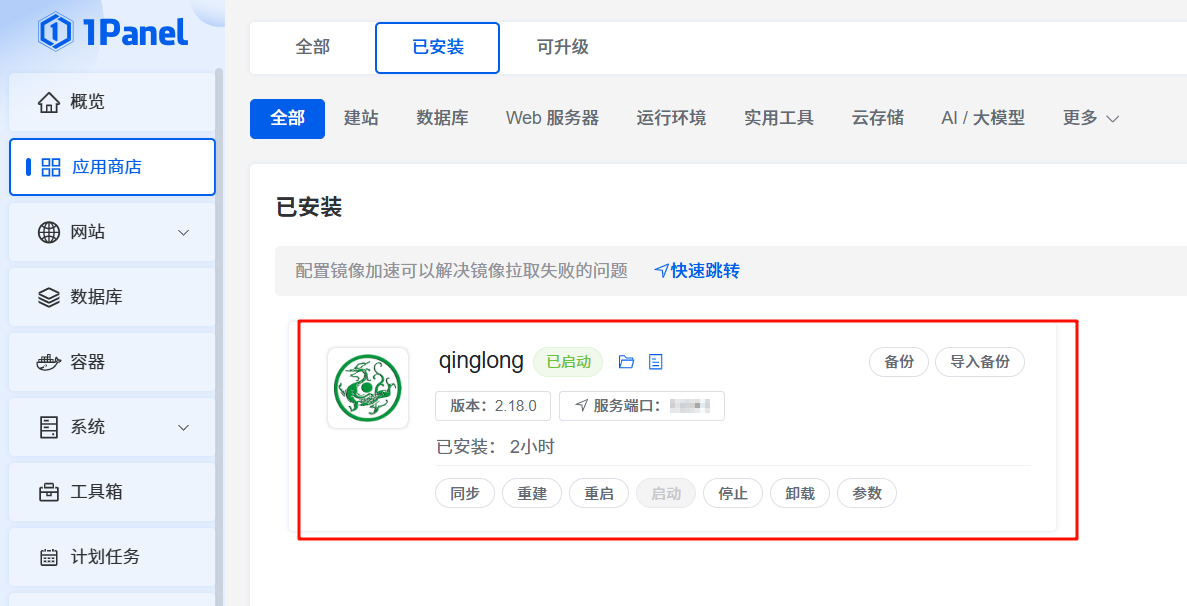 1Panel
概览
应用商店
网站
数据库
容器
系统
工具箱
计划任务
全部 已安装 可升级
全部 建站 数据库 Web 服务器 运行环境 实用工具 云存储 AI / 大模型 更多
已安装
配置镜像加速可以解决镜像拉取失败的问题 快速跳转
qinglong 已启动 备份 导入备份
版本：2.18.0 服务端口：
已安装： 2小时
同步 重建 重启 启动 停止 卸载 参数